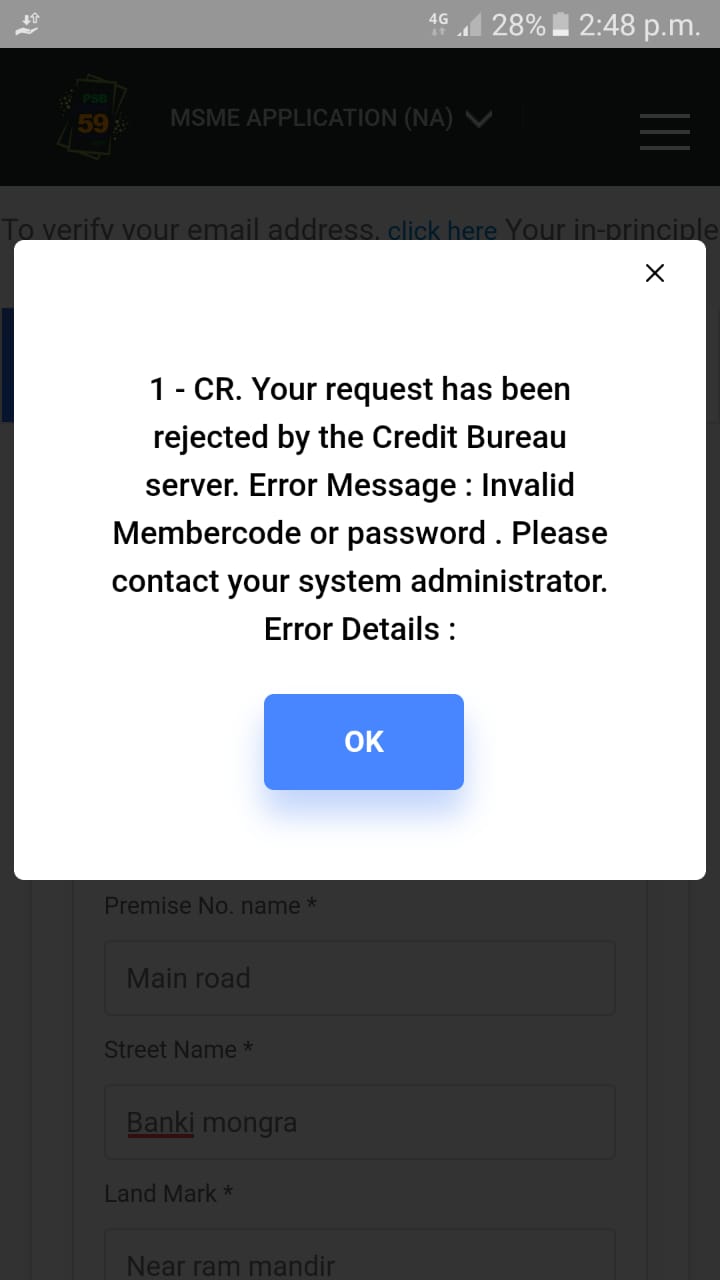 4G 28% 2:48 p.m.
PSB
59
MSME APPLICATION (NA)
To verify your email address, click here Your in-principle
1 - CR. Your request has been
rejected by the Credit Bureau
server. Error Message : Invalid
Membercode or password . Please
contact your system administrator.
Error Details :
OK
Premise No. name *
Main road
Street Name *
Banki mongra
Land Mark *
Near ram mandir